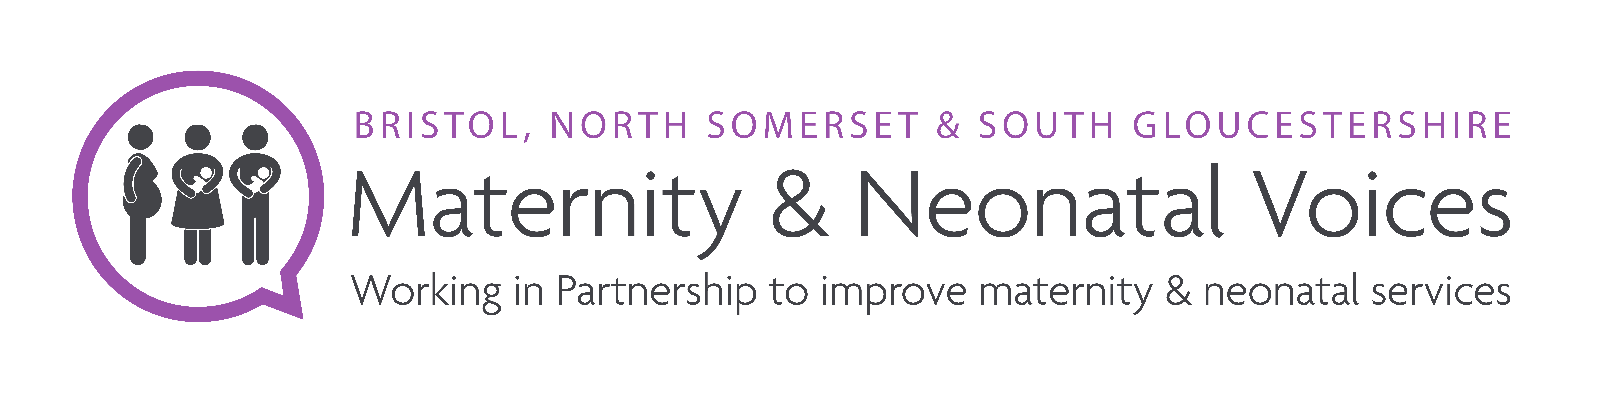 BRISTOL, NORTH SOMERSET & SOUTH GLOUCESTERSHIRE
Maternity & Neonatal Voices
Working in Partnership to improve maternity & neonatal services